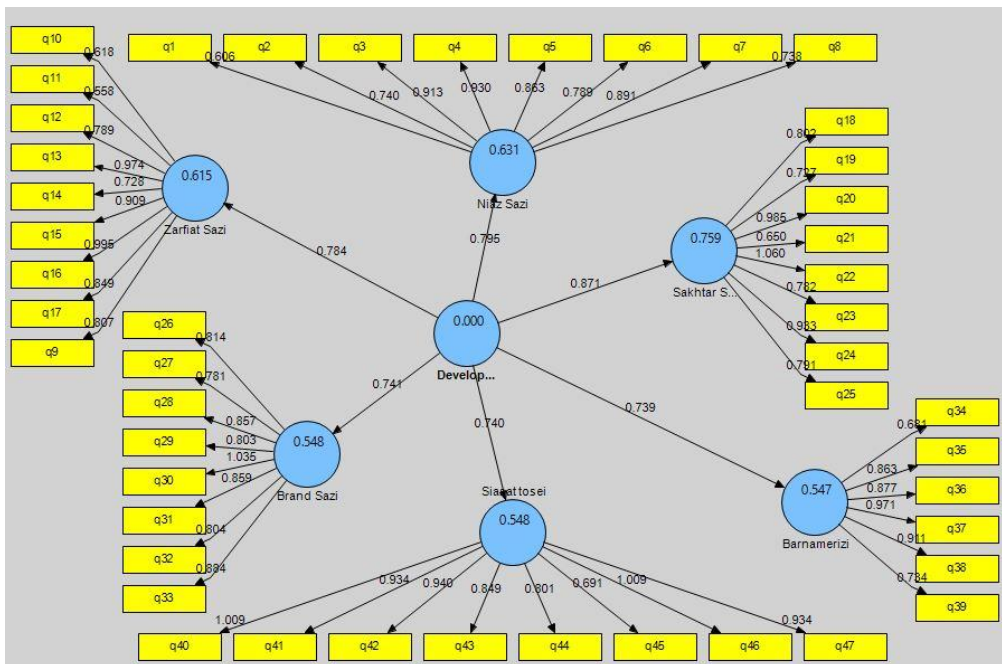 q10
q11
q12
q13
q14
q15
q16
q17
q9
0.618
0.558
0.789
0.974
0.728
0.909
0.995
0.849
0.807
0.615
Zarfiat Sazi
q1
q2
q3
q4
q5
q6
q7
q8
0.606
0.740
0.913
0.930
0.863
0.789
0.891
0.738
0.631
Niaz Sazi
q18
q19
q20
q21
q22
q23
q24
q25
0.802
0.727
0.985
0.650
1.060
0.782
0.933
0.791
0.759
Sakhtar S...
0.784
0.795
0.871
0.000
Develop...
0.741
0.740
0.739
q26
q27
q28
q29
q30
q31
q32
q33
0.814
0.781
0.857
0.803
1.035
0.859
0.804
0.884
0.548
Brand Sazi
Siasat tosei
0.548
1.009
0.934
0.940
0.849
0.801
0.691
1.009
0.934
q40
q41
q42
q43
q44
q45
q46
q47
q34
q35
q36
q37
q38
q39
0.681
0.863
0.877
0.971
0.911
0.734
0.547
Barnamerizi